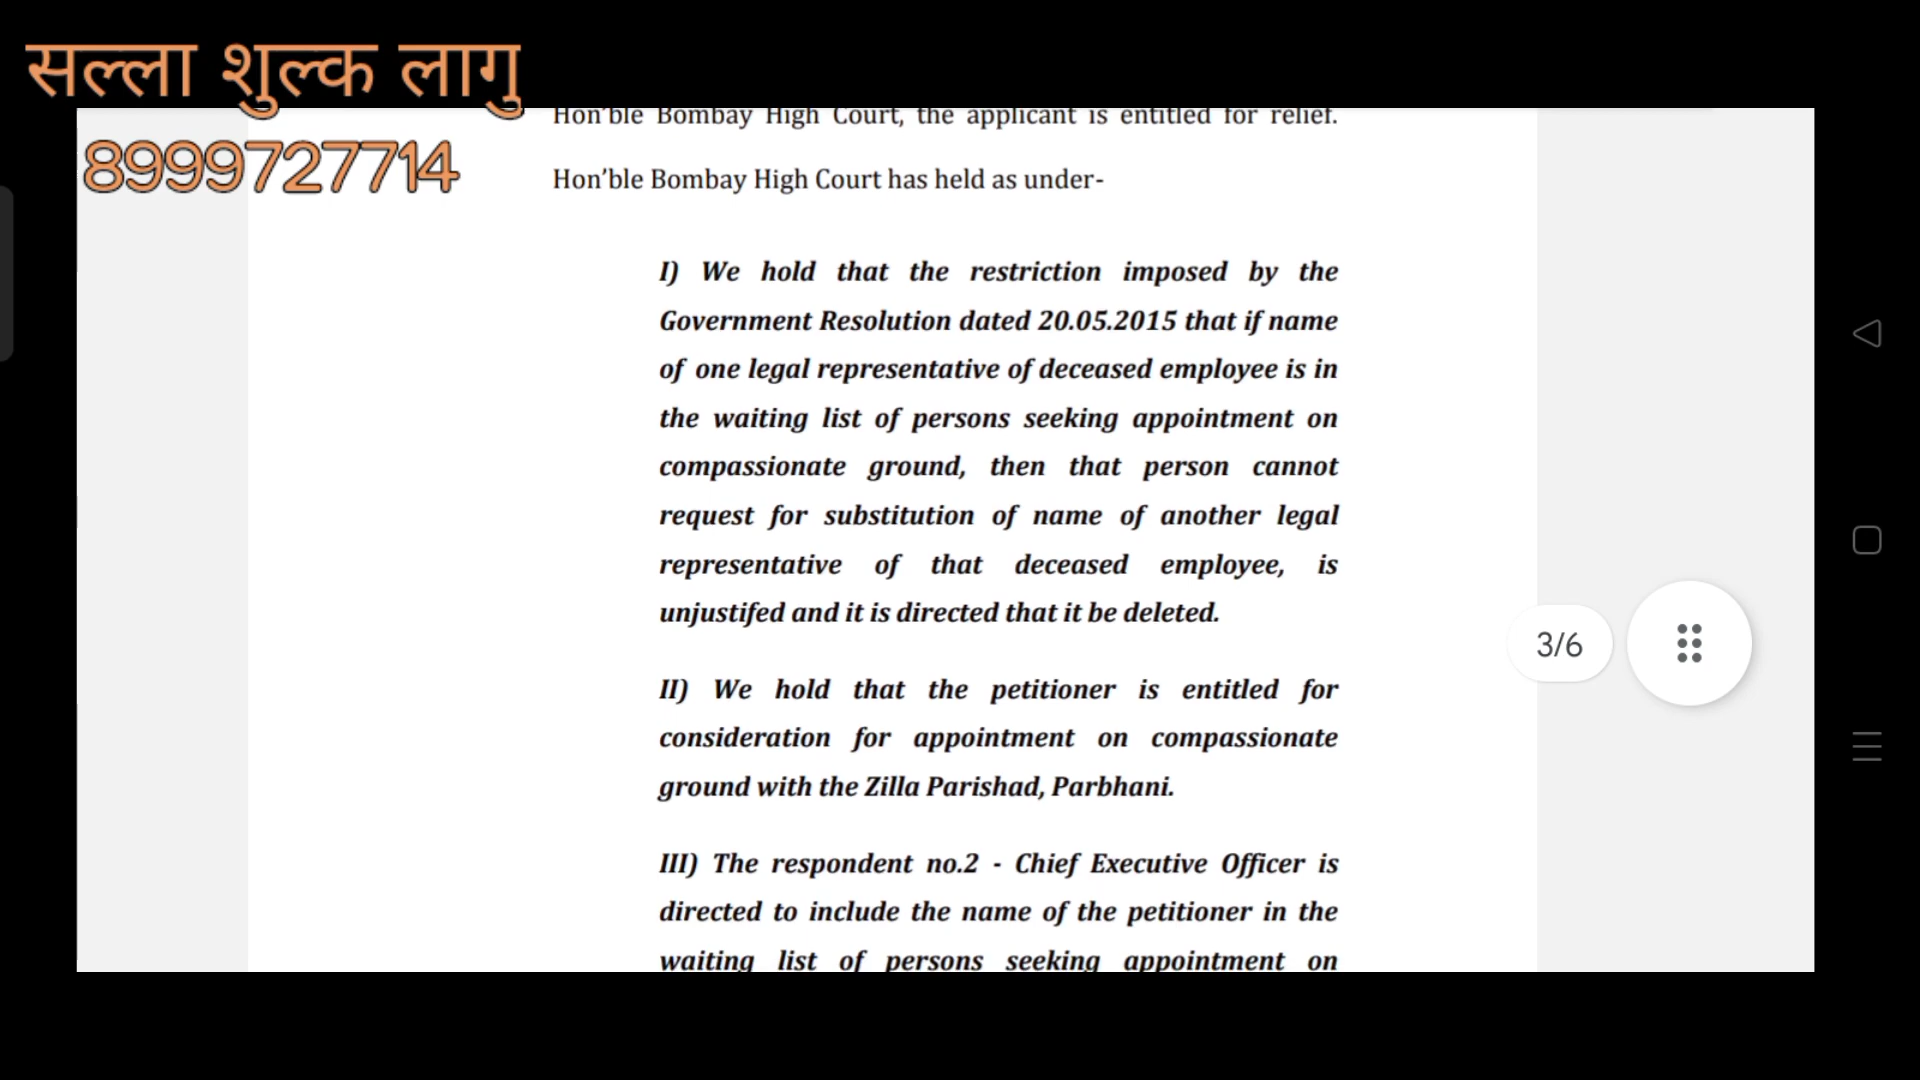 सल्ला शुल्क लागु
8999727714
Hon’ble Bombay High Court, the applicant is entitled for relief.
Hon’ble Bombay High Court has held as under-
I) We hold that the restriction imposed by the
Government Resolution dated 20.05.2015 that if name
of one legal representative of deceased employee is in
the waiting list of persons seeking appointment on
compassionate ground, then that person cannot
request for substitution of name of another legal
representative of that deceased employee, is
unjustifed and it is directed that it be deleted.
II) We hold that the petitioner is entitled for
consideration for appointment on compassionate
ground with the Zilla Parishad, Parbhani.
III) The respondent no.2 - Chief Executive Officer is
directed to include the name of the petitioner in the
waiting list of persons seeking appointment on
3/6